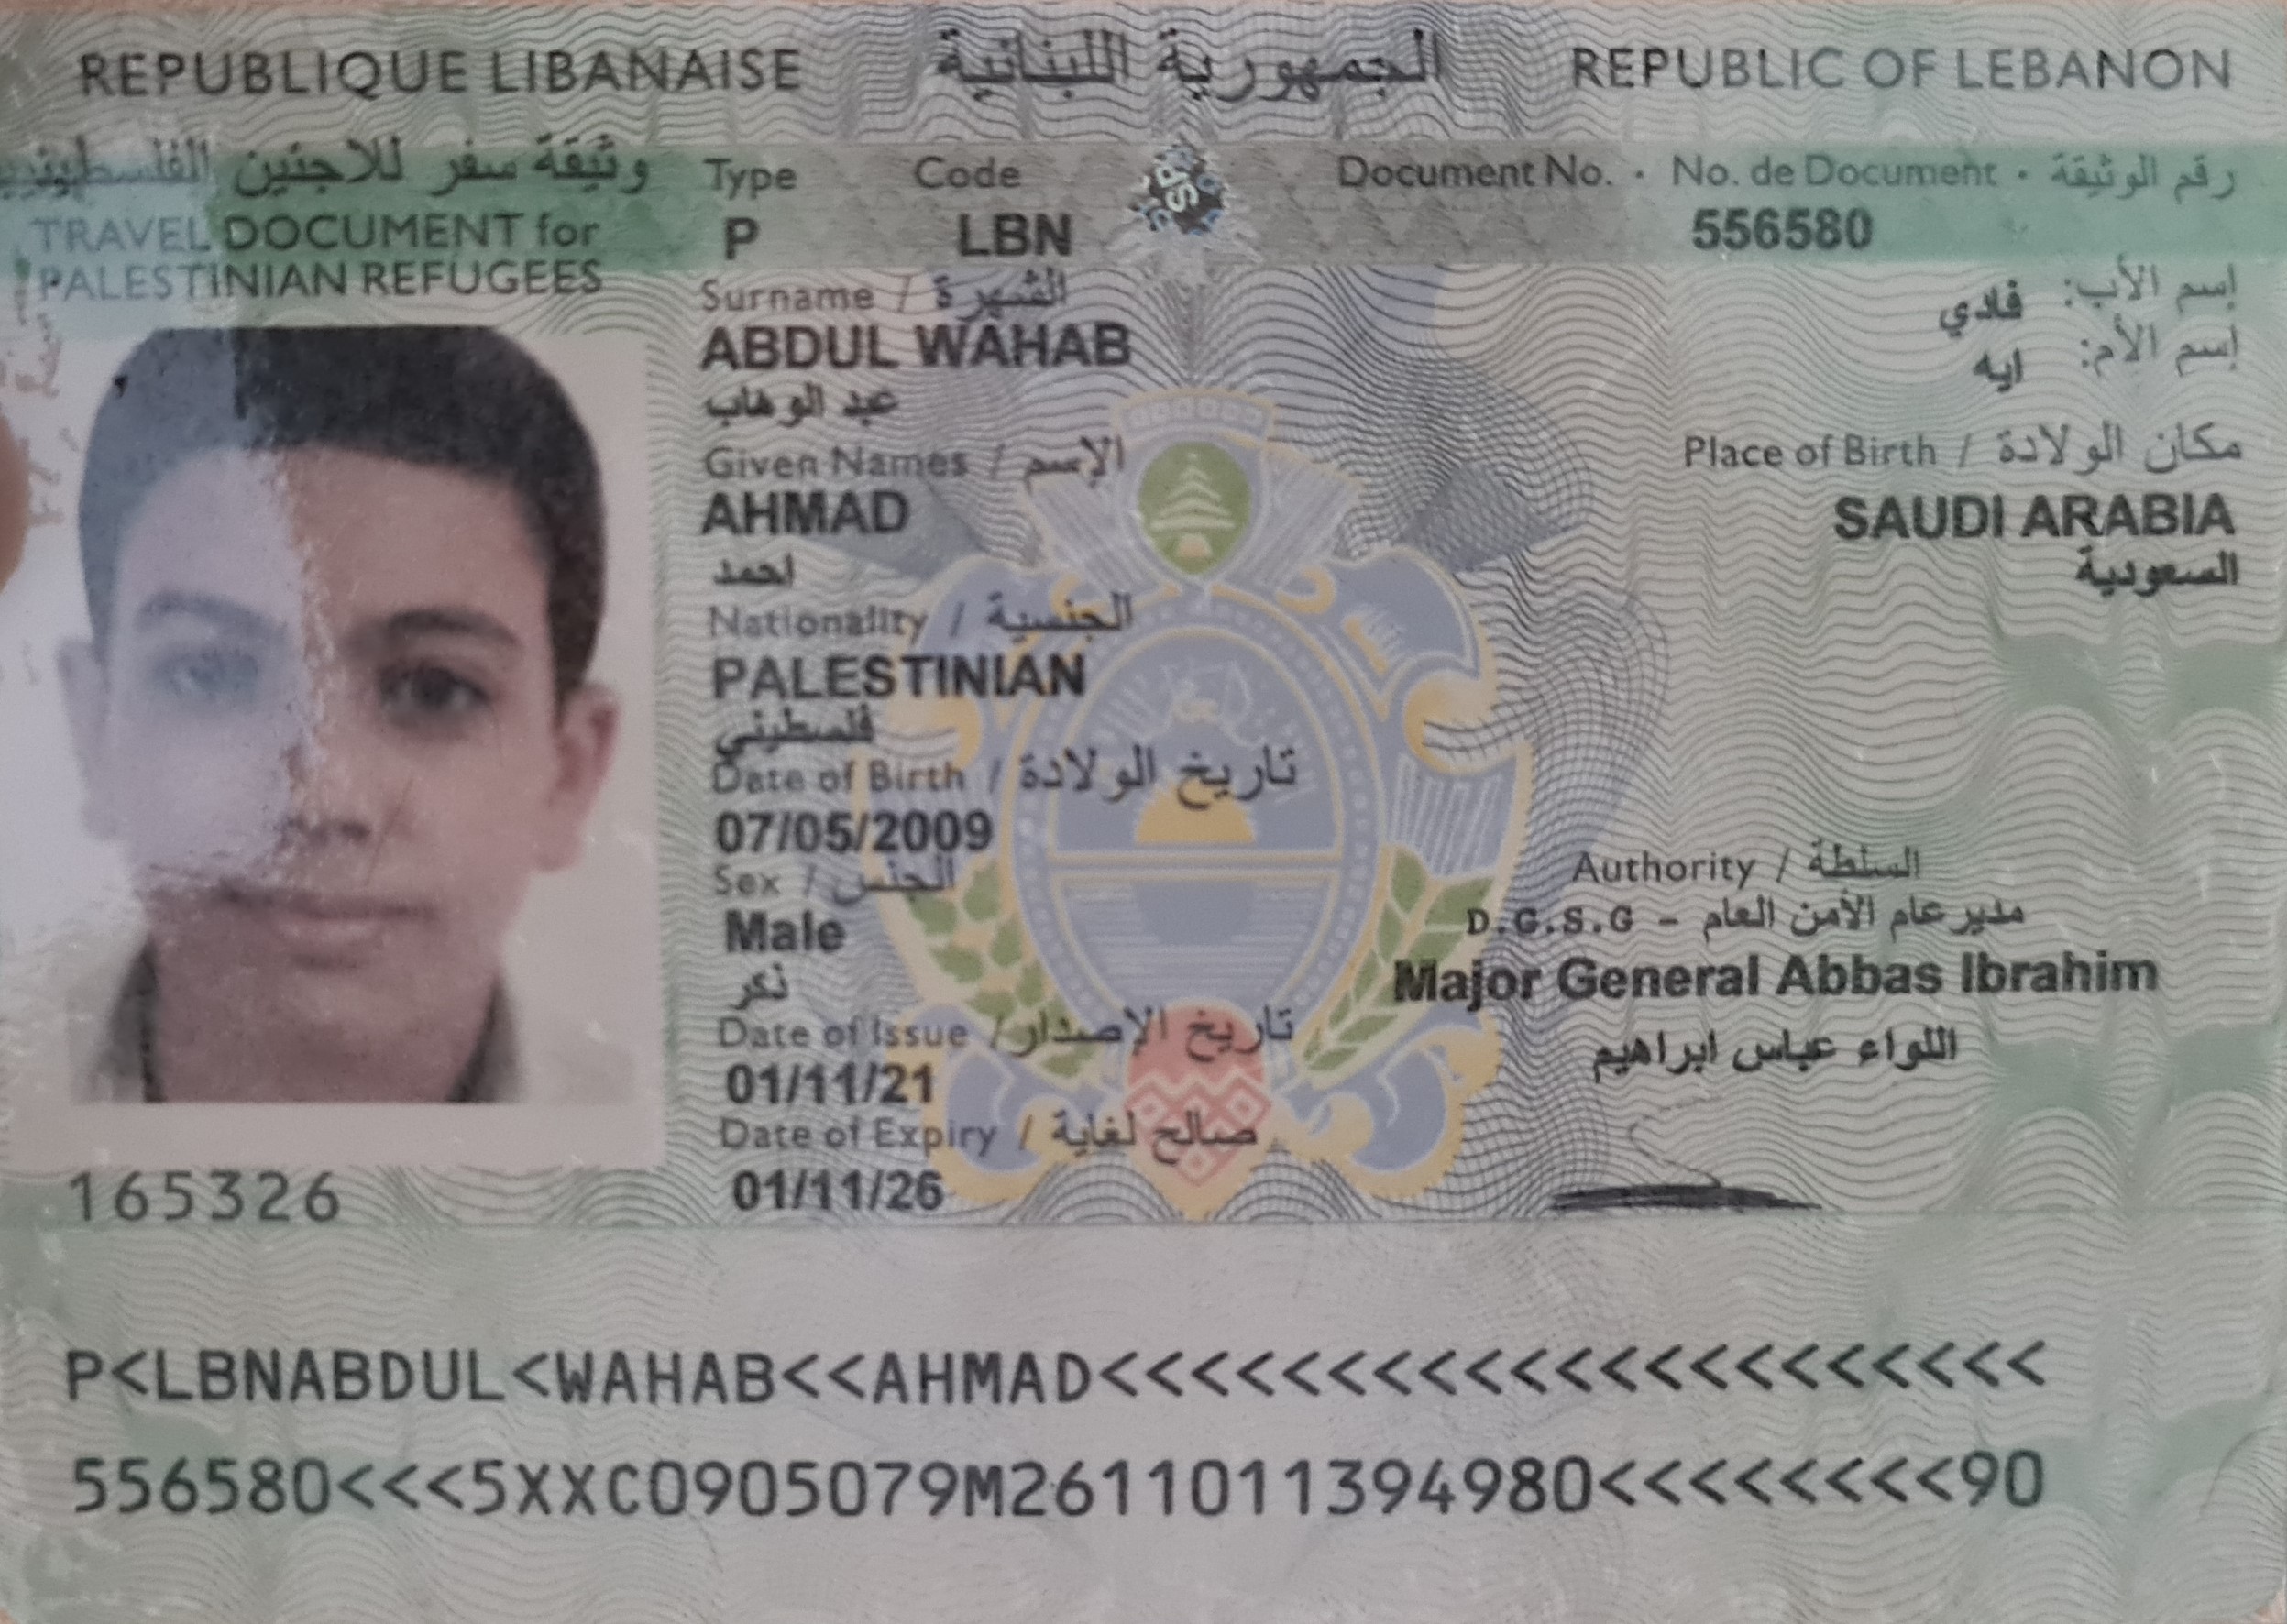 REPUBLIQUE LIBANAISE الجمهورية اللبنانية REPUBLIC OF LEBANON
وثيقة سفر للاجئين
TRAVEL DOCUMENT for
PALESTINIAN REFUGEES
Type Code Document No. • No. de Document • رقم الوثيقة
P LBN 556580
Surname / الشهرة
ABDUL WAHAB
عبد الوهاب
Given Names / الإسم
AHMAD
احمد
Nationality / الجنسية
PALESTINIAN
فلسطيني
Date of Birth / تاريخ الولادة
07/05/2009
Sex / الجنس
Male
ذكر
Date of Issue / تاريخ الإصدار
01/11/21
Date of Expiry / صالح لغاية
01/11/26
إسم الأب: فادي
إسم الأم: ايه
Place of Birth / مكان الولادة
SAUDI ARABIA
السعودية
Authority / السلطة
D.G.S.G - مدير عام الأمن العام
Major General Abbas Ibrahim
اللواء عباس ابراهيم
165326
P<LBNABDUL<WAHAB<<AHMAD<<<<<<<<<<<<<<<<<<<<<
556580<<<5XXC0905079M2611011394980<<<<<<<<90